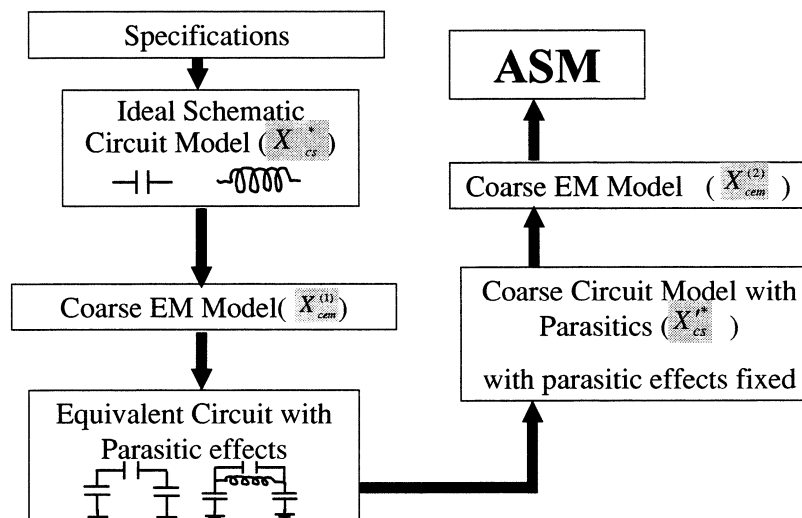 Specifications
Ideal Schematic
Circuit Model ( X cs * )
Coarse EM Model( X cem (1) )
Equivalent Circuit with
Parasitic effects
Coarse Circuit Model with
Parasitics ( X cs ′* )
with parasitic effects fixed
Coarse EM Model ( X cem (2) )
ASM